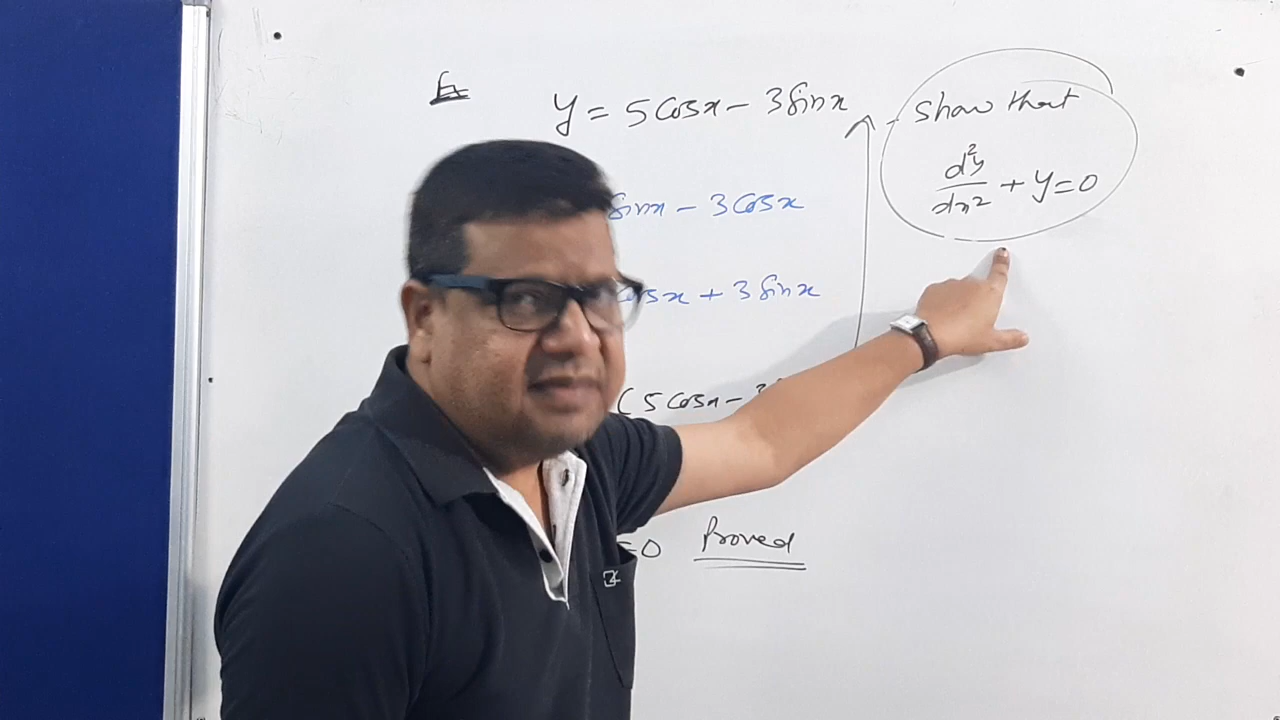 Ex
y = 5 cosx - 3 sinx
show that
d²y/dx² + y = 0
sinx - 3 cosx
cosx + 3 sinx
( 5 cosx - 3
= 0 Proved